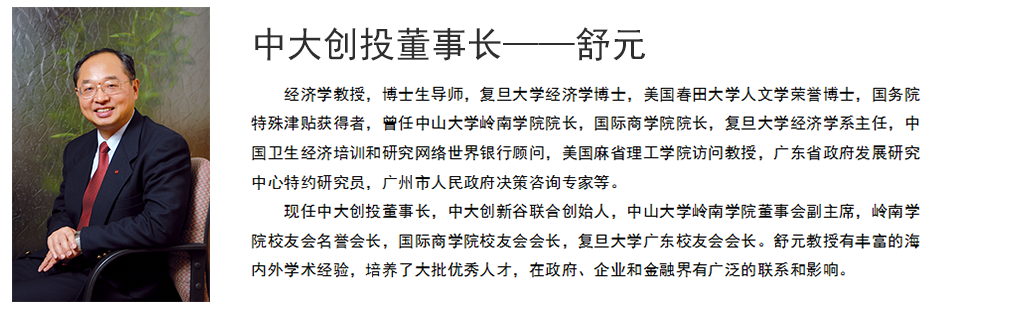 中大创投董事长——舒元
经济学教授，博士生导师，复旦大学经济学博士，美国春田大学人文学荣誉博士，国务院
特殊津贴获得者，曾任中山大学岭南学院院长，国际商学院院长，复旦大学经济学系主任，中
国卫生经济培训和研究网络世界银行顾问，美国麻省理工学院访问教授，广东省政府发展研究
中心特约研究员，广州市人民政府决策咨询专家等。
现任中大创投董事长，中大创新谷联合创始人，中山大学岭南学院董事会副主席，岭南学
院校友会名誉会长，国际商学院校友会会长，复旦大学广东校友会会长。舒元教授有丰富的海
内外学术经验，培养了大批优秀人才，在政府、企业和金融界有广泛的联系和影响。